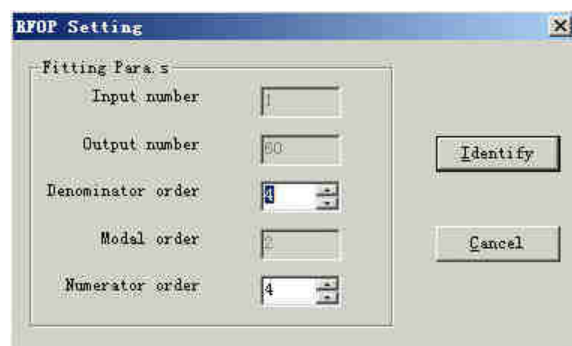 RFOP Setting
Fitting Para.s
Input number 1
Output number 60
Identify
Denominator order 4
Modal order 2
Cancel
Numerator order 4